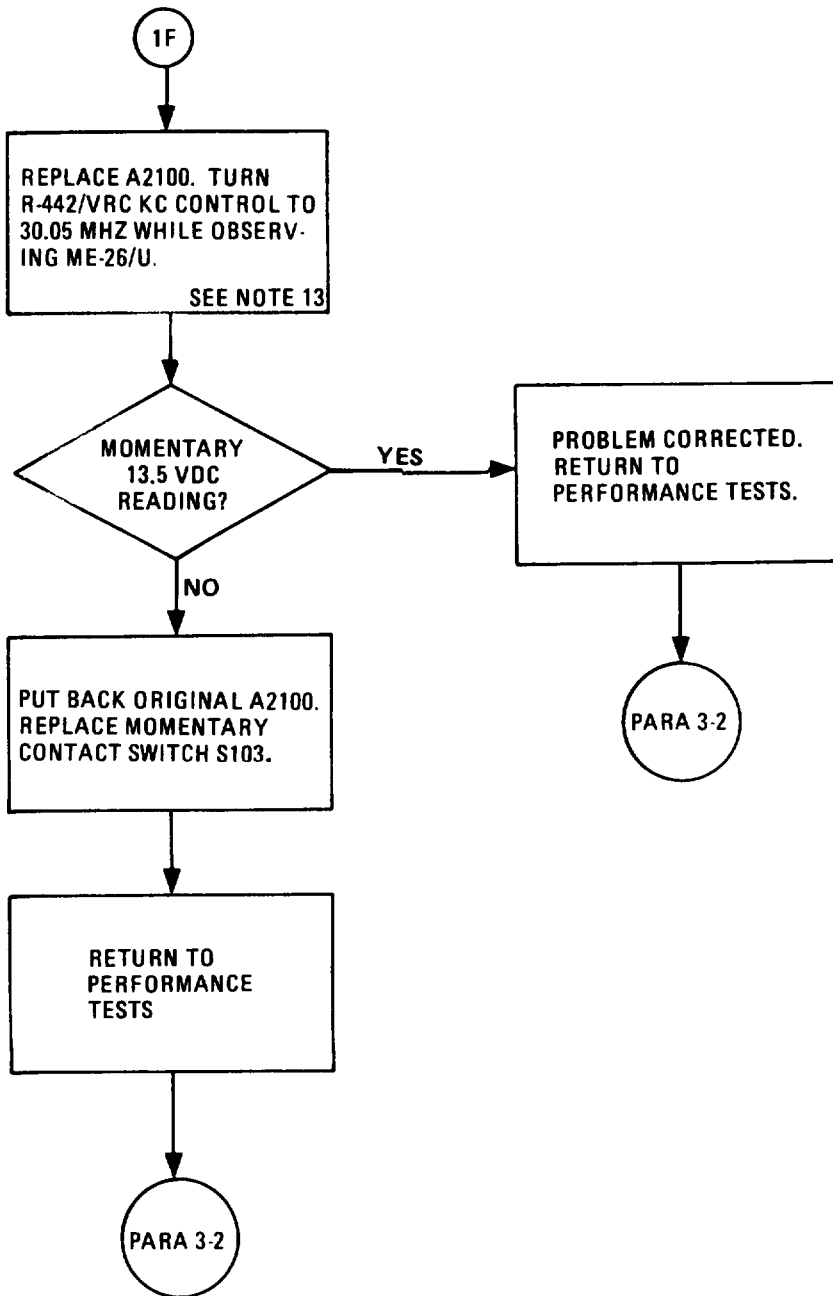 1F
REPLACE A2100. TURN
R-442/VRC KC CONTROL TO
30.05 MHZ WHILE OBSERV-
ING ME-26/U.
SEE NOTE 13
MOMENTARY
13.5 VDC
READING?
YES
PROBLEM CORRECTED.
RETURN TO
PERFORMANCE TESTS.
PARA 3-2
NO
PUT BACK ORIGINAL A2100.
REPLACE MOMENTARY
CONTACT SWITCH S103.
RETURN TO
PERFORMANCE
TESTS
PARA 3-2